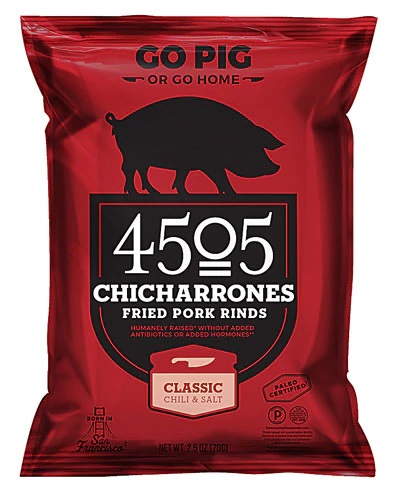 GO PIG
OR GO HOME
4505
CHICHARRONES
FRIED PORK RINDS
HUMANELY RAISED* WITHOUT ADDED
ANTIBIOTICS OR ADDED HORMONES**
CLASSIC
CHILI & SALT
PALEO
CERTIFIED
BORN IN
San
Francisco
P
NET WT. 2.5 OZ (70G)